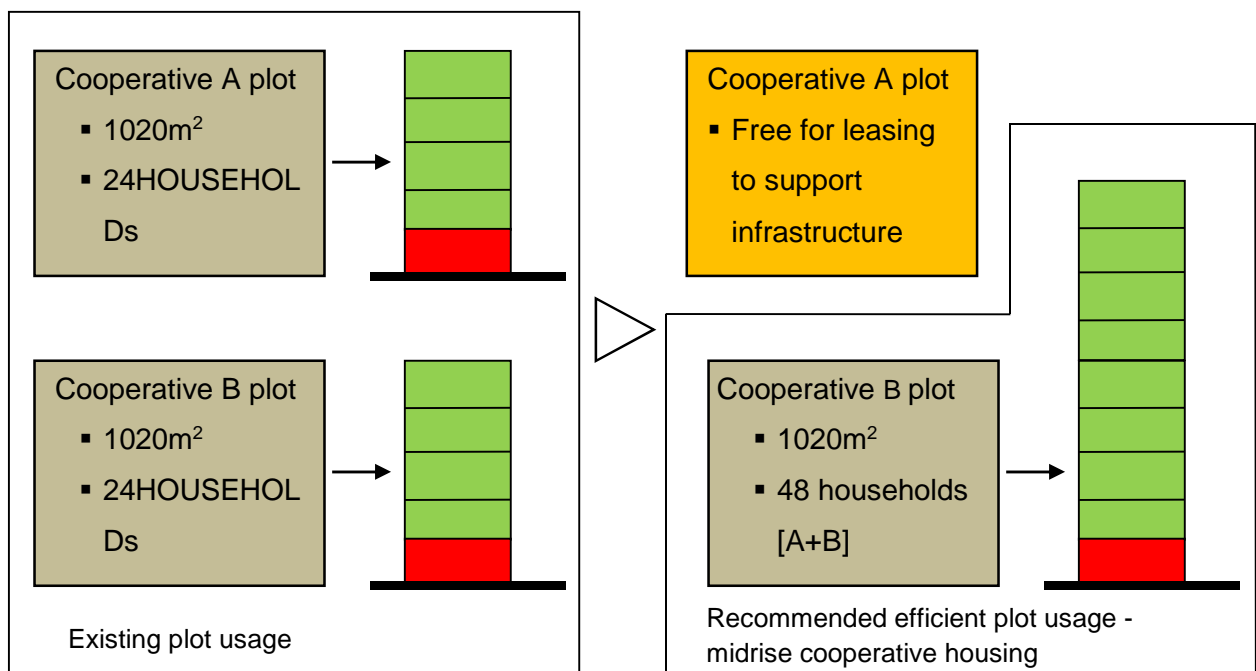 Cooperative A plot
▪ 1020m²
▪ 24HOUSEHOL
Ds
Cooperative B plot
▪ 1020m²
▪ 24HOUSEHOL
Ds
Existing plot usage
Cooperative A plot
▪ Free for leasing
to support
infrastructure
Cooperative B plot
▪ 1020m²
▪ 48 households
[A+B]
Recommended efficient plot usage -
midrise cooperative housing